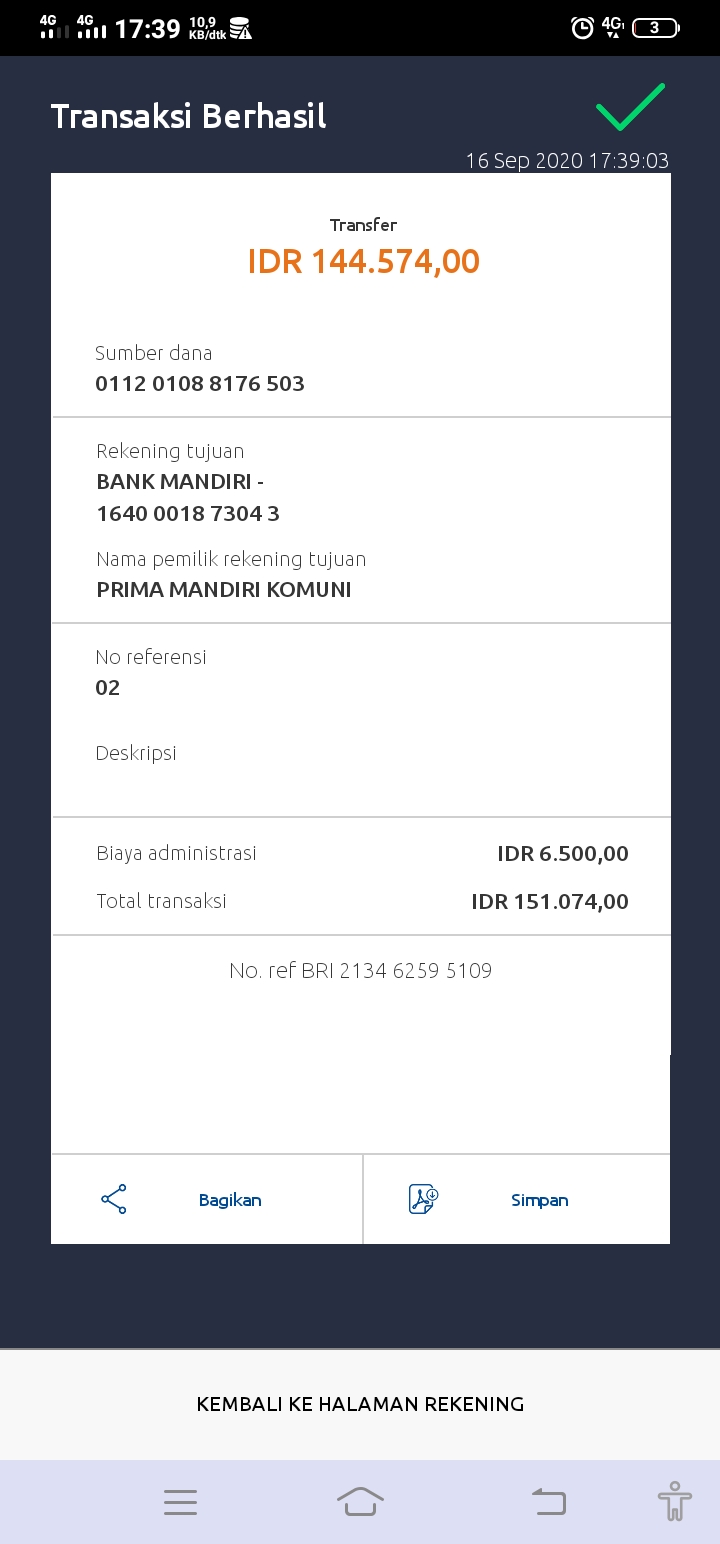 4G 4G 17:39 10,9 KB/dtk 4G 3
Transaksi Berhasil
16 Sep 2020 17:39:03
Transfer
IDR 144.574,00
Sumber dana
0112 0108 8176 503
Rekening tujuan
BANK MANDIRI -
1640 0018 7304 3
Nama pemilik rekening tujuan
PRIMA MANDIRI KOMUNI
No referensi
02
Deskripsi
Biaya administrasi IDR 6.500,00
Total transaksi IDR 151.074,00
No. ref BRI 2134 6259 5109
Bagikan Simpan
KEMBALI KE HALAMAN REKENING